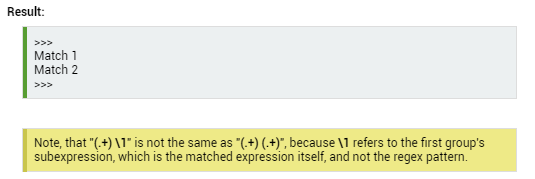 Result:
>>>
Match 1
Match 2
>>>
Note, that "(.+) \1" is not the same as "(.+) (.+)", because \1 refers to the first group's
subexpression, which is the matched expression itself, and not the regex pattern.